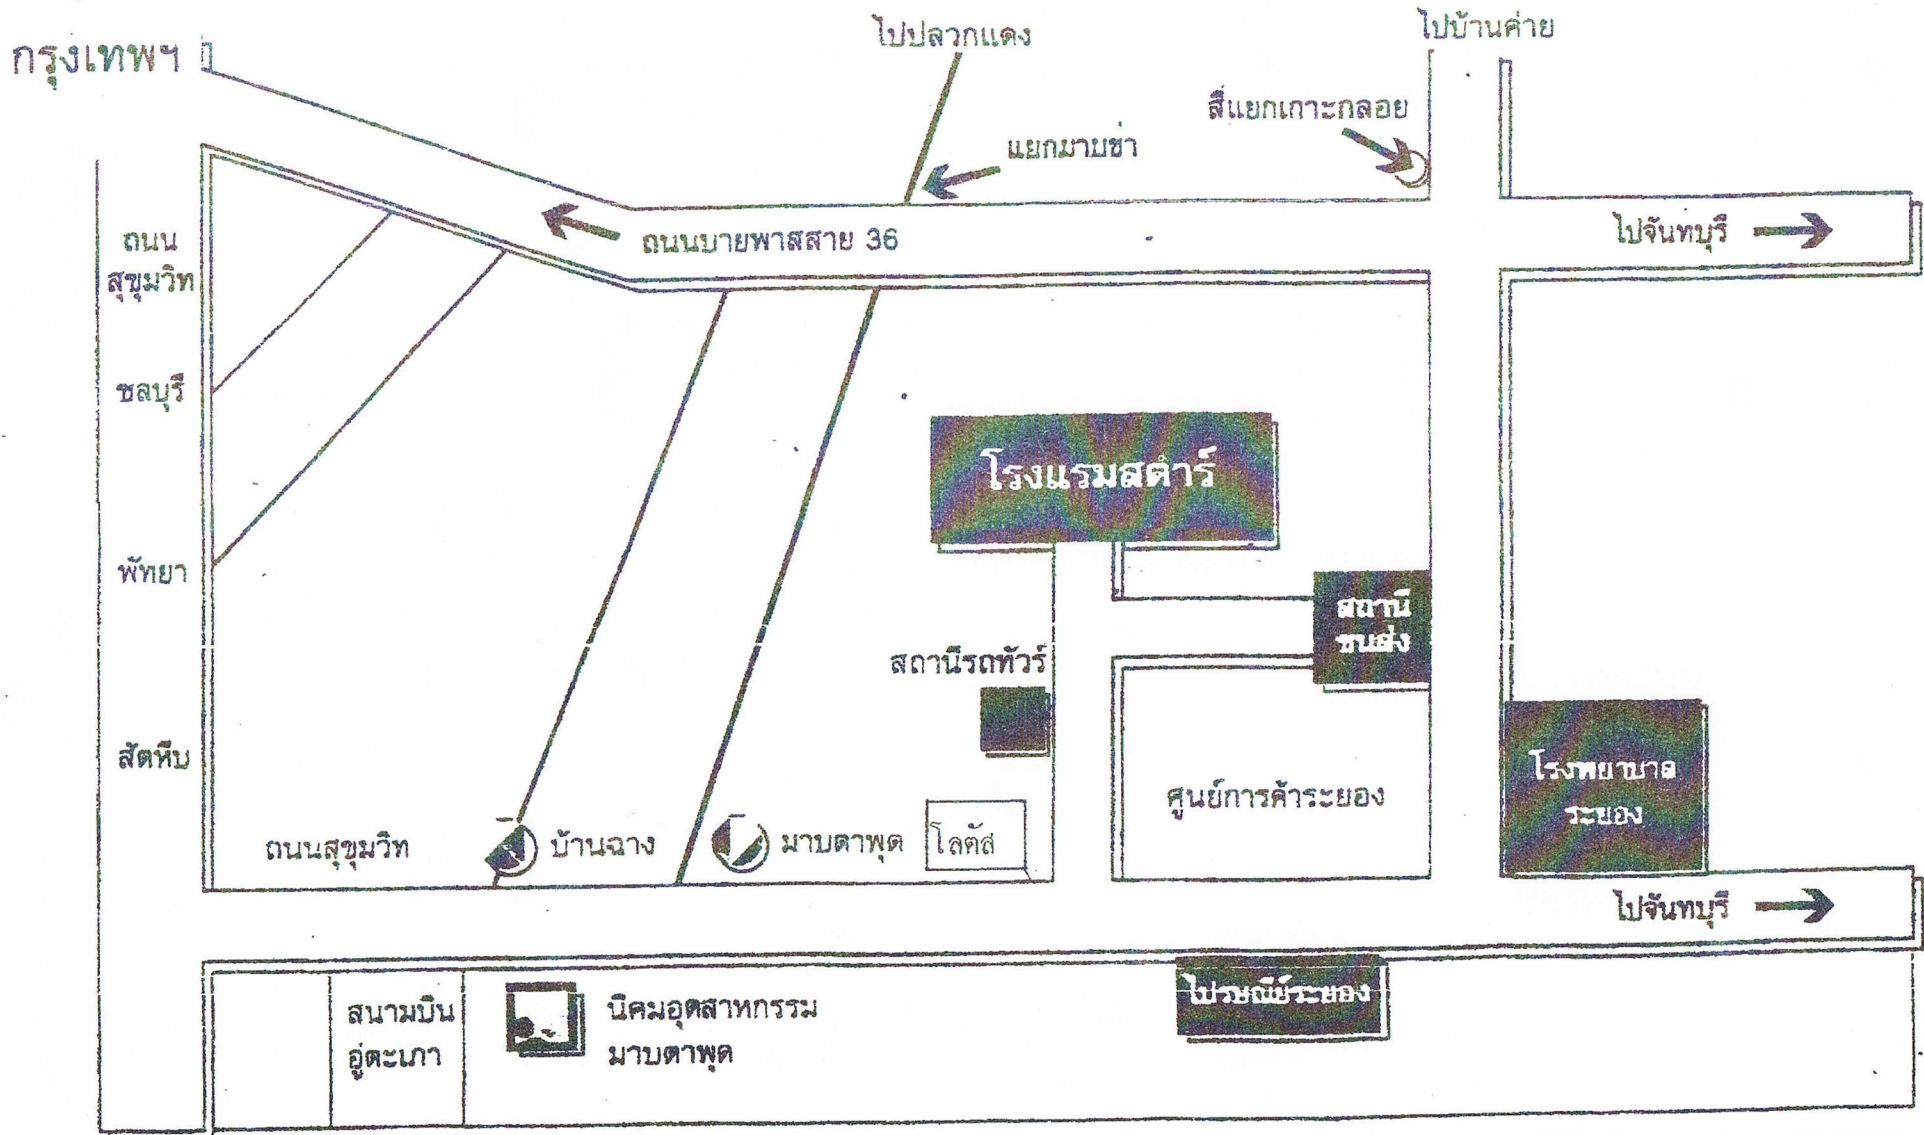 ไปปลวกแดง
ไปบ้านค่าย
กรุงเทพฯ
สี่แยกเกาะกลอย
แยกมาบข่า
ถนนบายพาสสาย 36
ไปจันทบุรี
ถนน
สุขุมวิท
ชลบุรี
โรงแรมสตาร์
พัทยา
สถานี
ขนส่ง
สถานีรถทัวร์
สัตหีบ
โรงพยาบาล
ระยอง
ศูนย์การค้าระยอง
ถนนสุขุมวิท
บ้านฉาง
มาบตาพุด
โลตัส
ไปจันทบุรี
ไปรษณีย์ระยอง
สนามบิน
อู่ตะเภา
นิคมอุตสาหกรรม
มาบตาพุด